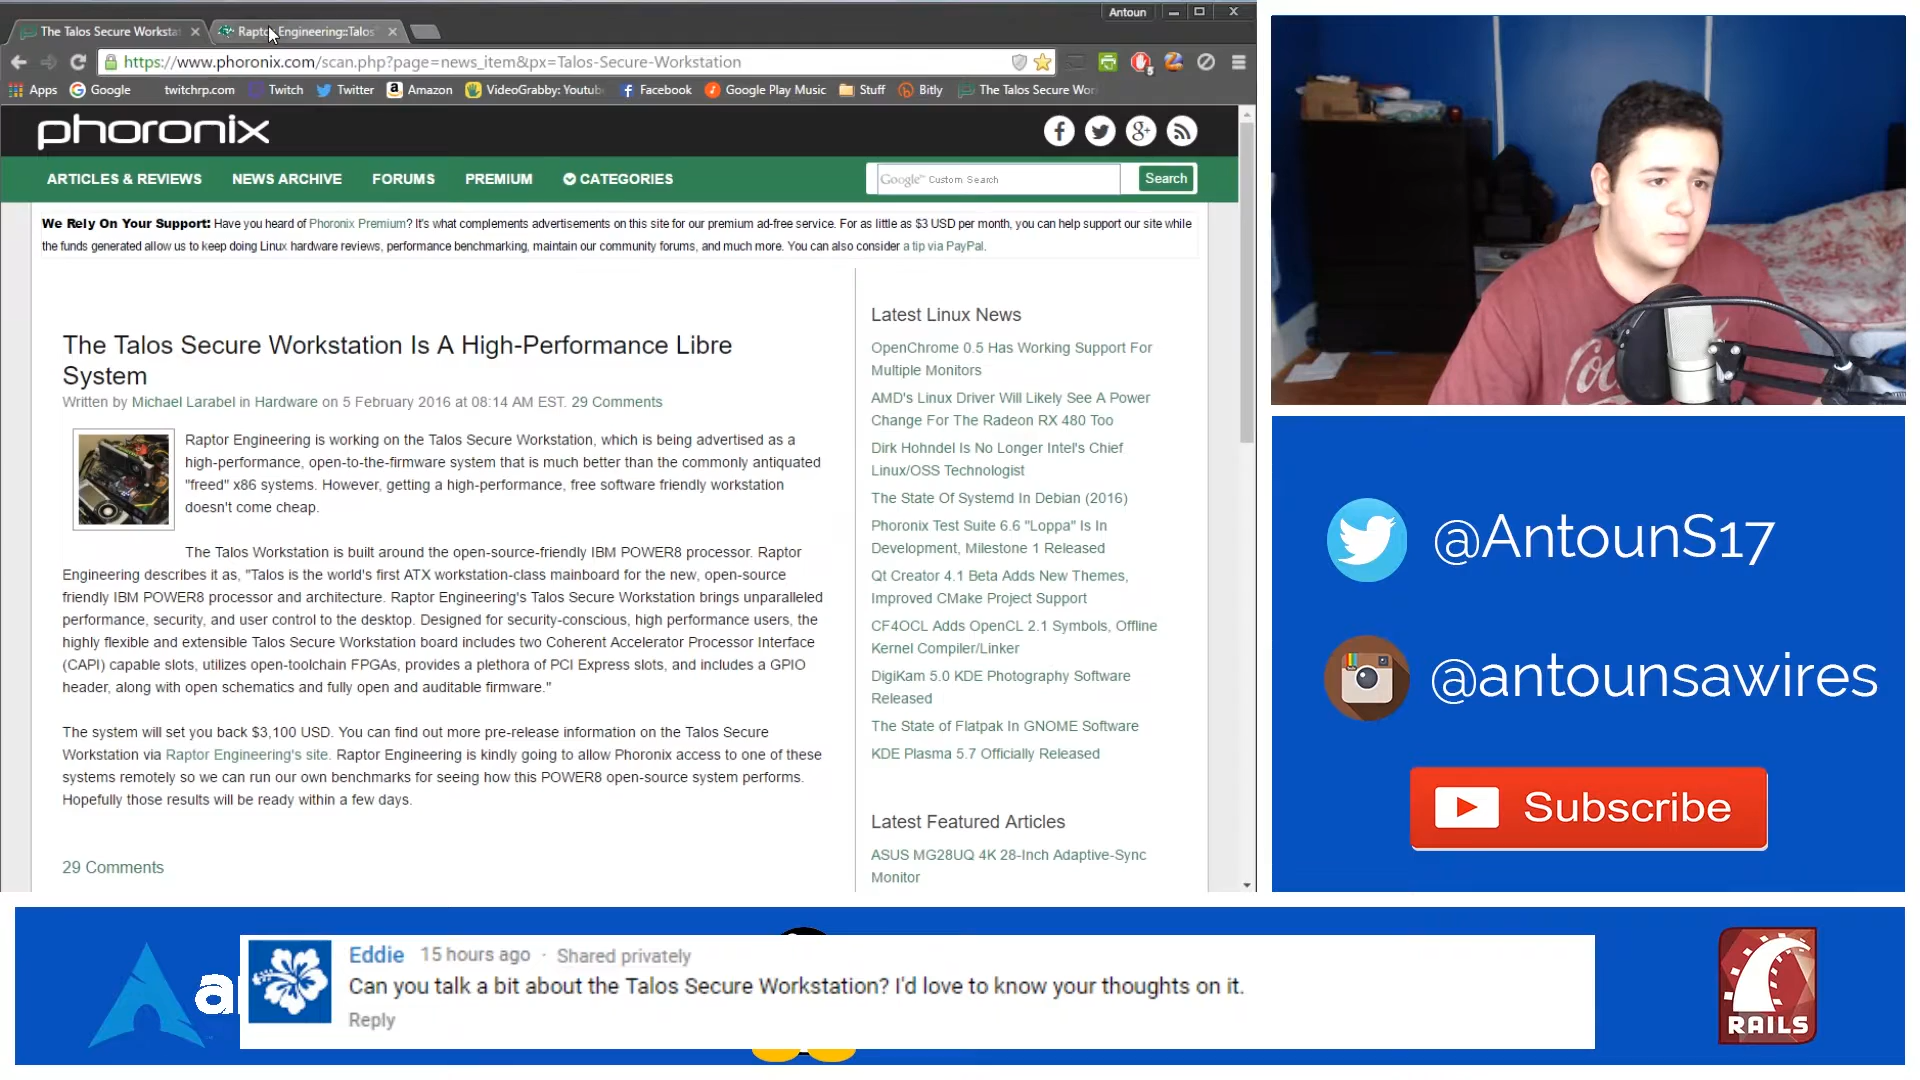 Antoun
The Talos Secure Worksta
Raptor Engineering::Talos
https://www.phoronix.com/scan.php?page=news_item&px=Talos-Secure-Workstation
5
Apps Google twitchrp.com Twitch Twitter Amazon VideoGrabby: Youtub Facebook Google Play Music Stuff Bitly The Talos Secure Wor
phoronix
ARTICLES & REVIEWS NEWS ARCHIVE FORUMS PREMIUM CATEGORIES
Google™ Custom Search
Search
We Rely On Your Support: Have you heard of Phoronix Premium? It's what complements advertisements on this site for our premium ad-free service. For as little as $3 USD per month, you can help support our site while
the funds generated allow us to keep doing Linux hardware reviews, performance benchmarking, maintain our community forums, and much more. You can also consider a tip via PayPal.
The Talos Secure Workstation Is A High-Performance Libre
System
Written by Michael Larabel in Hardware on 5 February 2016 at 08:14 AM EST. 29 Comments
Raptor Engineering is working on the Talos Secure Workstation, which is being advertised as a
high-performance, open-to-the-firmware system that is much better than the commonly antiquated
"freed" x86 systems. However, getting a high-performance, free software friendly workstation
doesn't come cheap.
The Talos Workstation is built around the open-source-friendly IBM POWER8 processor. Raptor
Engineering describes it as, "Talos is the world's first ATX workstation-class mainboard for the new, open-source
friendly IBM POWER8 processor and architecture. Raptor Engineering's Talos Secure Workstation brings unparalleled
performance, security, and user control to the desktop. Designed for security-conscious, high performance users, the
highly flexible and extensible Talos Secure Workstation board includes two Coherent Accelerator Processor Interface
(CAPI) capable slots, utilizes open-toolchain FPGAs, provides a plethora of PCI Express slots, and includes a GPIO
header, along with open schematics and fully open and auditable firmware."
The system will set you back $3,100 USD. You can find out more pre-release information on the Talos Secure
Workstation via Raptor Engineering's site. Raptor Engineering is kindly going to allow Phoronix access to one of these
systems remotely so we can run our own benchmarks for seeing how this POWER8 open-source system performs.
Hopefully those results will be ready within a few days.
29 Comments
Latest Linux News
OpenChrome 0.5 Has Working Support For
Multiple Monitors
AMD's Linux Driver Will Likely See A Power
Change For The Radeon RX 480 Too
Dirk Hohndel Is No Longer Intel's Chief
Linux/OSS Technologist
The State Of Systemd In Debian (2016)
Phoronix Test Suite 6.6 "Loppa" Is In
Development, Milestone 1 Released
Qt Creator 4.1 Beta Adds New Themes,
Improved CMake Project Support
CF4OCL Adds OpenCL 2.1 Symbols, Offline
Kernel Compiler/Linker
DigiKam 5.0 KDE Photography Software
Released
The State of Flatpak In GNOME Software
KDE Plasma 5.7 Officially Released
Latest Featured Articles
ASUS MG28UQ 4K 28-Inch Adaptive-Sync
Monitor
Coc
@AntounS17
@antounsawires
Subscribe
a
Eddie 15 hours ago · Shared privately
Can you talk a bit about the Talos Secure Workstation? I'd love to know your thoughts on it.
Reply
RAILS